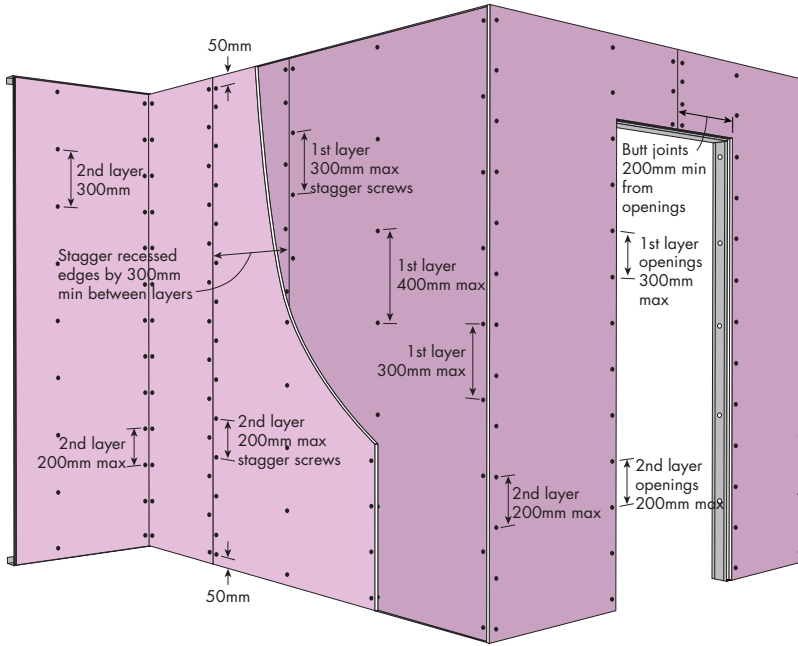 50mm
2nd layer
300mm
1st layer
300mm max
stagger screws
Stagger recessed
edges by 300mm
min between layers
1st layer
400mm max
1st layer
300mm max
2nd layer
200mm max
2nd layer
200mm max
stagger screws
50mm
Butt joints
200mm min
from
openings
1st layer
openings
300mm
max
2nd layer
200mm max
2nd layer
openings
200mm max